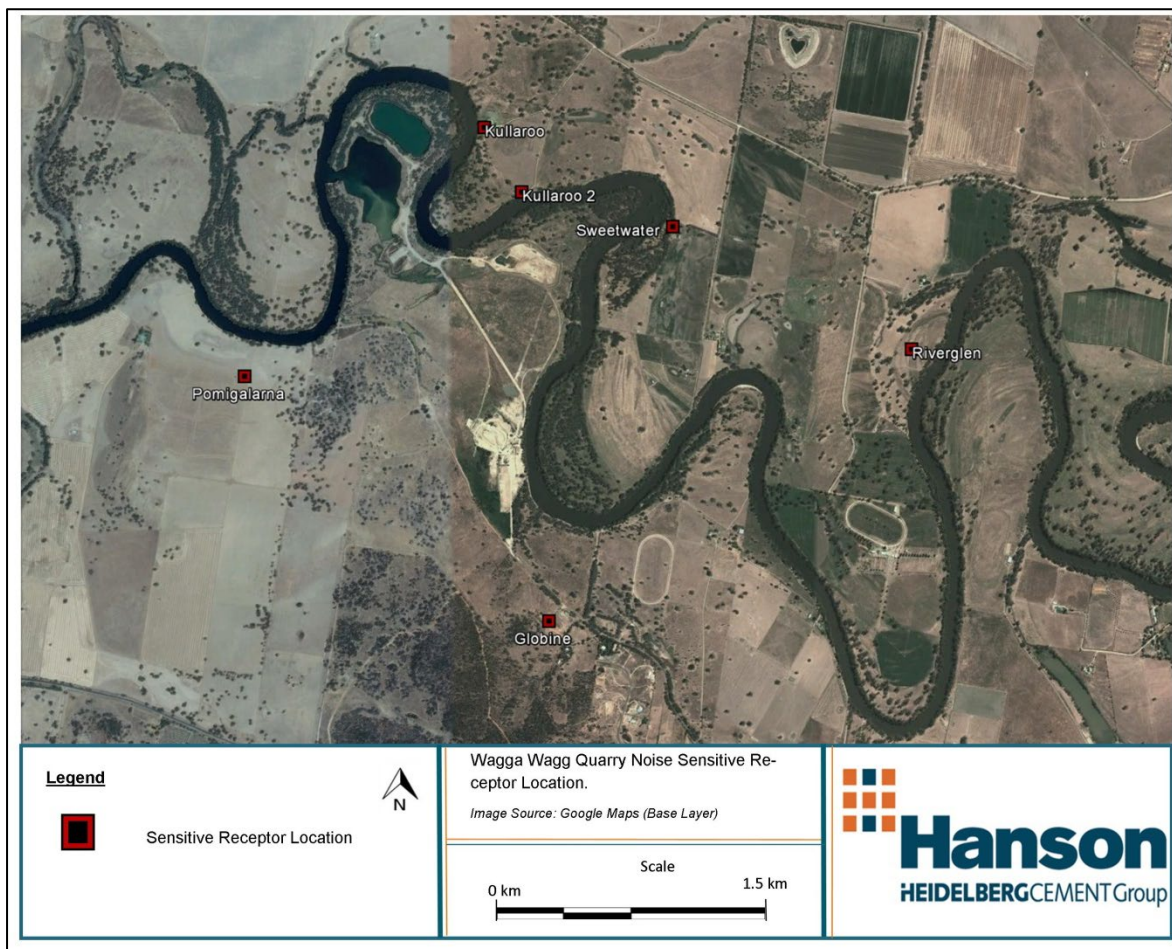 Kullaroo
Kullaroo 2
Sweetwater
Riverglen
Pomigalarna
Globine
Legend
N
Sensitive Receptor Location
Wagga Wagg Quarry Noise Sensitive Re-
ceptor Location.
Image Source: Google Maps (Base Layer)
Scale
0 km
1.5 km
Hanson
HEIDELBERGCEMENT Group